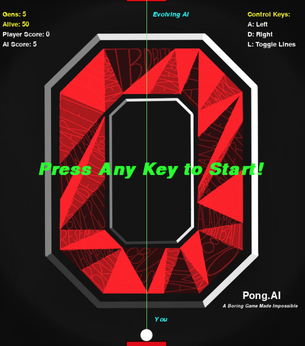 Gens: 5
Alive: 50
Player Score: 0
AI Score: 5
Evolving AI
Control Keys:
A: Left
D: Right
L: Toggle Lines
Press Any Key to Start!
Pong.AI
A Boring Game Made Impossible
You